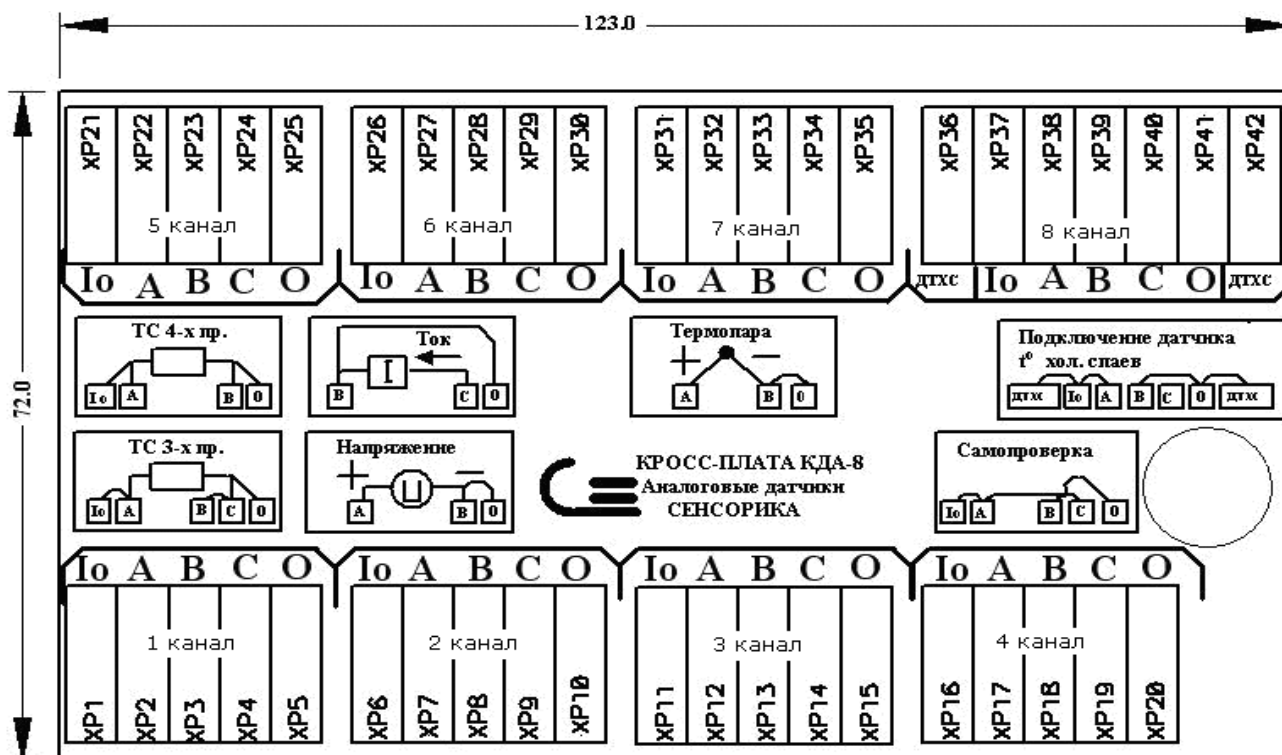 123.0
72.0
XP21 XP22 XP23 XP24 XP25 XP26 XP27 XP28 XP29 XP30 XP31 XP32 XP33 XP34 XP35 XP36 XP37 XP38 XP39 XP40 XP41 XP42
5 канал 6 канал 7 канал 8 канал
Io A B C O Io A B C O Io A B C O ДТХС Io A B C O ДТХС
ТС 4-х пр.
Io A B O
Ток
I
B C O
Термопара
+ −
A B O
Подключение датчика
t° хол. спаев
ДТХС Io A B C O ДТХС
ТС 3-х пр.
Io A B C O
Напряжение
+ −
U
A B O
КРОСС-ПЛАТА КДА-8
Аналоговые датчики
СЕНСОРИКА
Самопроверка
Io A B C O
Io A B C O Io A B C O Io A B C O Io A B C O
1 канал 2 канал 3 канал 4 канал
XP1 XP2 XP3 XP4 XP5 XP6 XP7 XP8 XP9 XP10 XP11 XP12 XP13 XP14 XP15 XP16 XP17 XP18 XP19 XP20